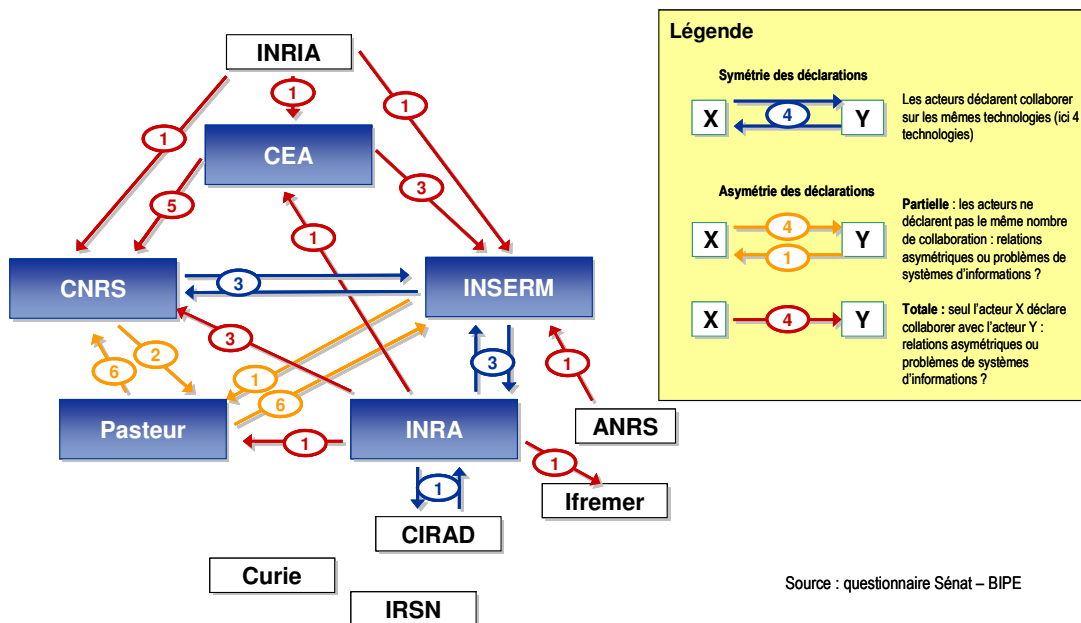 INRIA
1
1
1
CEA
3
5
1
CNRS
3
INSERM
3
2
6
1
6
3
1
Pasteur
1
INRA
ANRS
1
1
Ifremer
CIRAD
Curie
IRSN
Légende
Symétrie des déclarations
X
4
Y
Les acteurs déclarent collaborer
sur les mêmes technologies (ici 4
technologies)
Asymétrie des déclarations
X
4
1
Y
Partielle : les acteurs ne
déclarent pas le même nombre
de collaboration : relations
asymétriques ou problèmes de
systèmes d'informations ?
X
4
Y
Totale : seul l'acteur X déclare
collaborer avec l'acteur Y :
relations asymétriques ou
problèmes de systèmes
d'informations ?
Source : questionnaire Sénat – BIPE